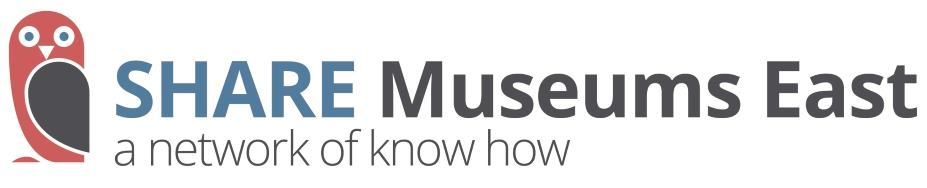 SHARE Museums East
a network of know how